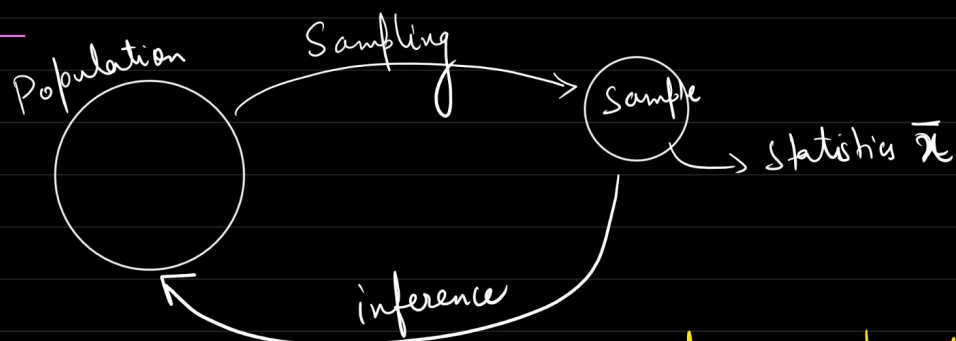 Sampling
Population
Sample
Statistics x̄
inference